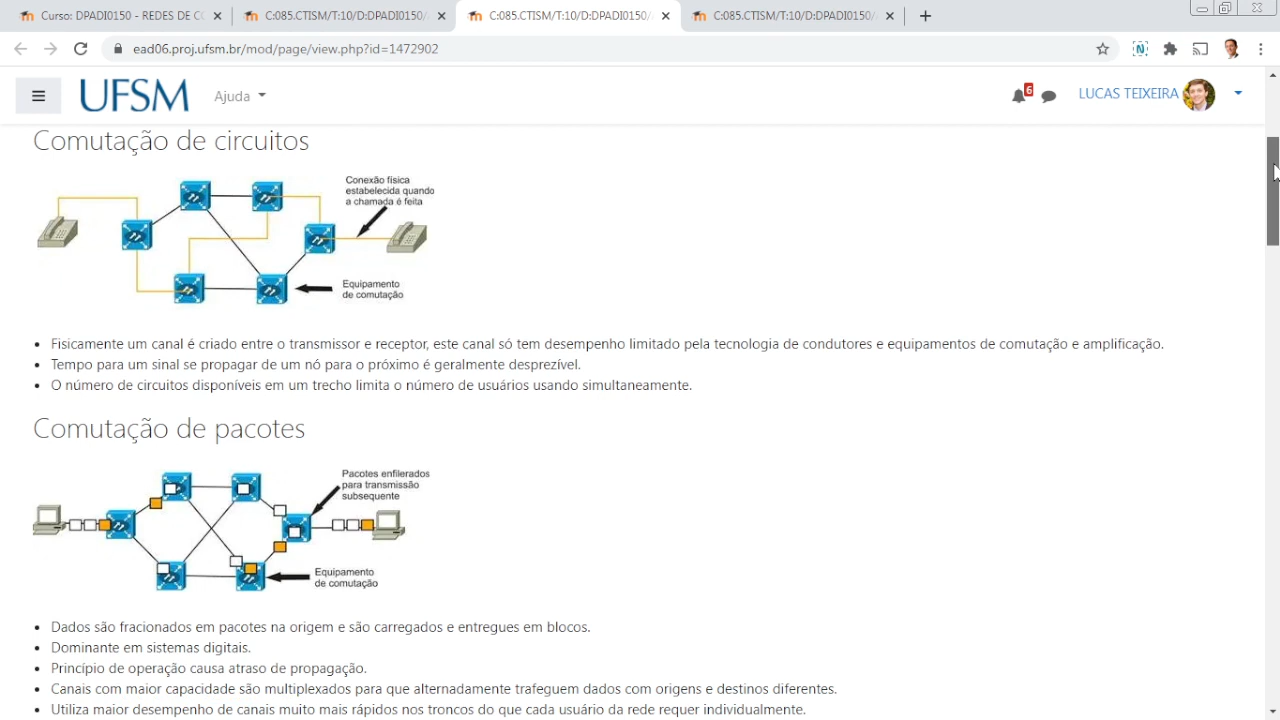 Curso: DPADI0150 - REDES DE CO
C:085.CTISM/T:10/D:DPADI0150/
C:085.CTISM/T:10/D:DPADI0150/
C:085.CTISM/T:10/D:DPADI0150/
ead06.proj.ufsm.br/mod/page/view.php?id=1472902
UFSM
Ajuda
6
LUCAS TEIXEIRA
Comutação de circuitos
Conexão física
estabelecida quando
a chamada é feita
Equipamento
de comutação
• Fisicamente um canal é criado entre o transmissor e receptor, este canal só tem desempenho limitado pela tecnologia de condutores e equipamentos de comutação e amplificação.
• Tempo para um sinal se propagar de um nó para o próximo é geralmente desprezível.
• O número de circuitos disponíveis em um trecho limita o número de usuários usando simultaneamente.
Comutação de pacotes
Pacotes enfilerados
para transmissão
subsequente
Equipamento
de comutação
• Dados são fracionados em pacotes na origem e são carregados e entregues em blocos.
• Dominante em sistemas digitais.
• Princípio de operação causa atraso de propagação.
• Canais com maior capacidade são multiplexados para que alternadamente trafeguem dados com origens e destinos diferentes.
• Utiliza maior desempenho de canais muito mais rápidos nos troncos do que cada usuário da rede requer individualmente.